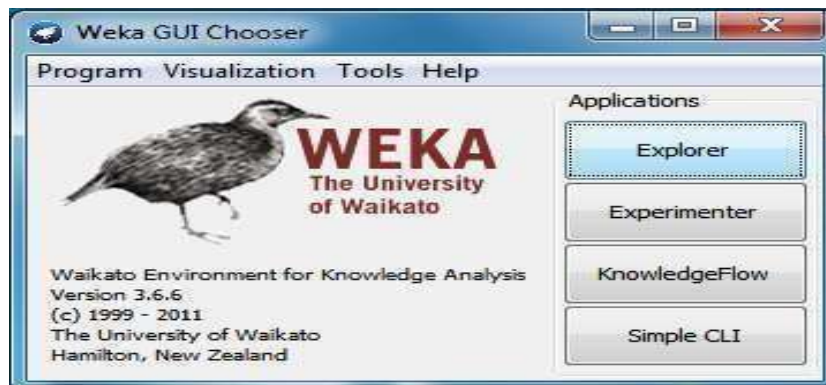 Weka GUI Chooser
Program Visualization Tools Help
WEKA
The University
of Waikato
Waikato Environment for Knowledge Analysis
Version 3.6.6
(c) 1999 - 2011
The University of Waikato
Hamilton, New Zealand
Applications
Explorer
Experimenter
KnowledgeFlow
Simple CLI